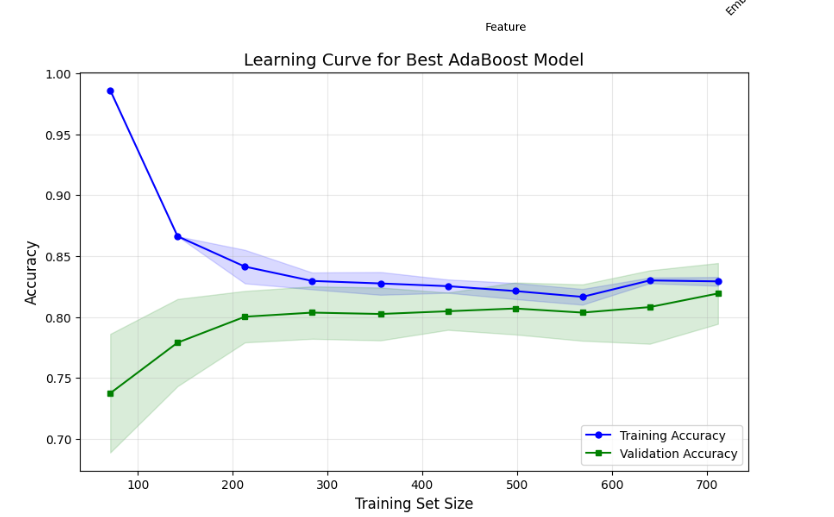 Feature
Emb
Learning Curve for Best AdaBoost Model
1.00
0.95
0.90
0.85
0.80
0.75
0.70
Accuracy
100 200 300 400 500 600 700
Training Set Size
Training Accuracy
Validation Accuracy